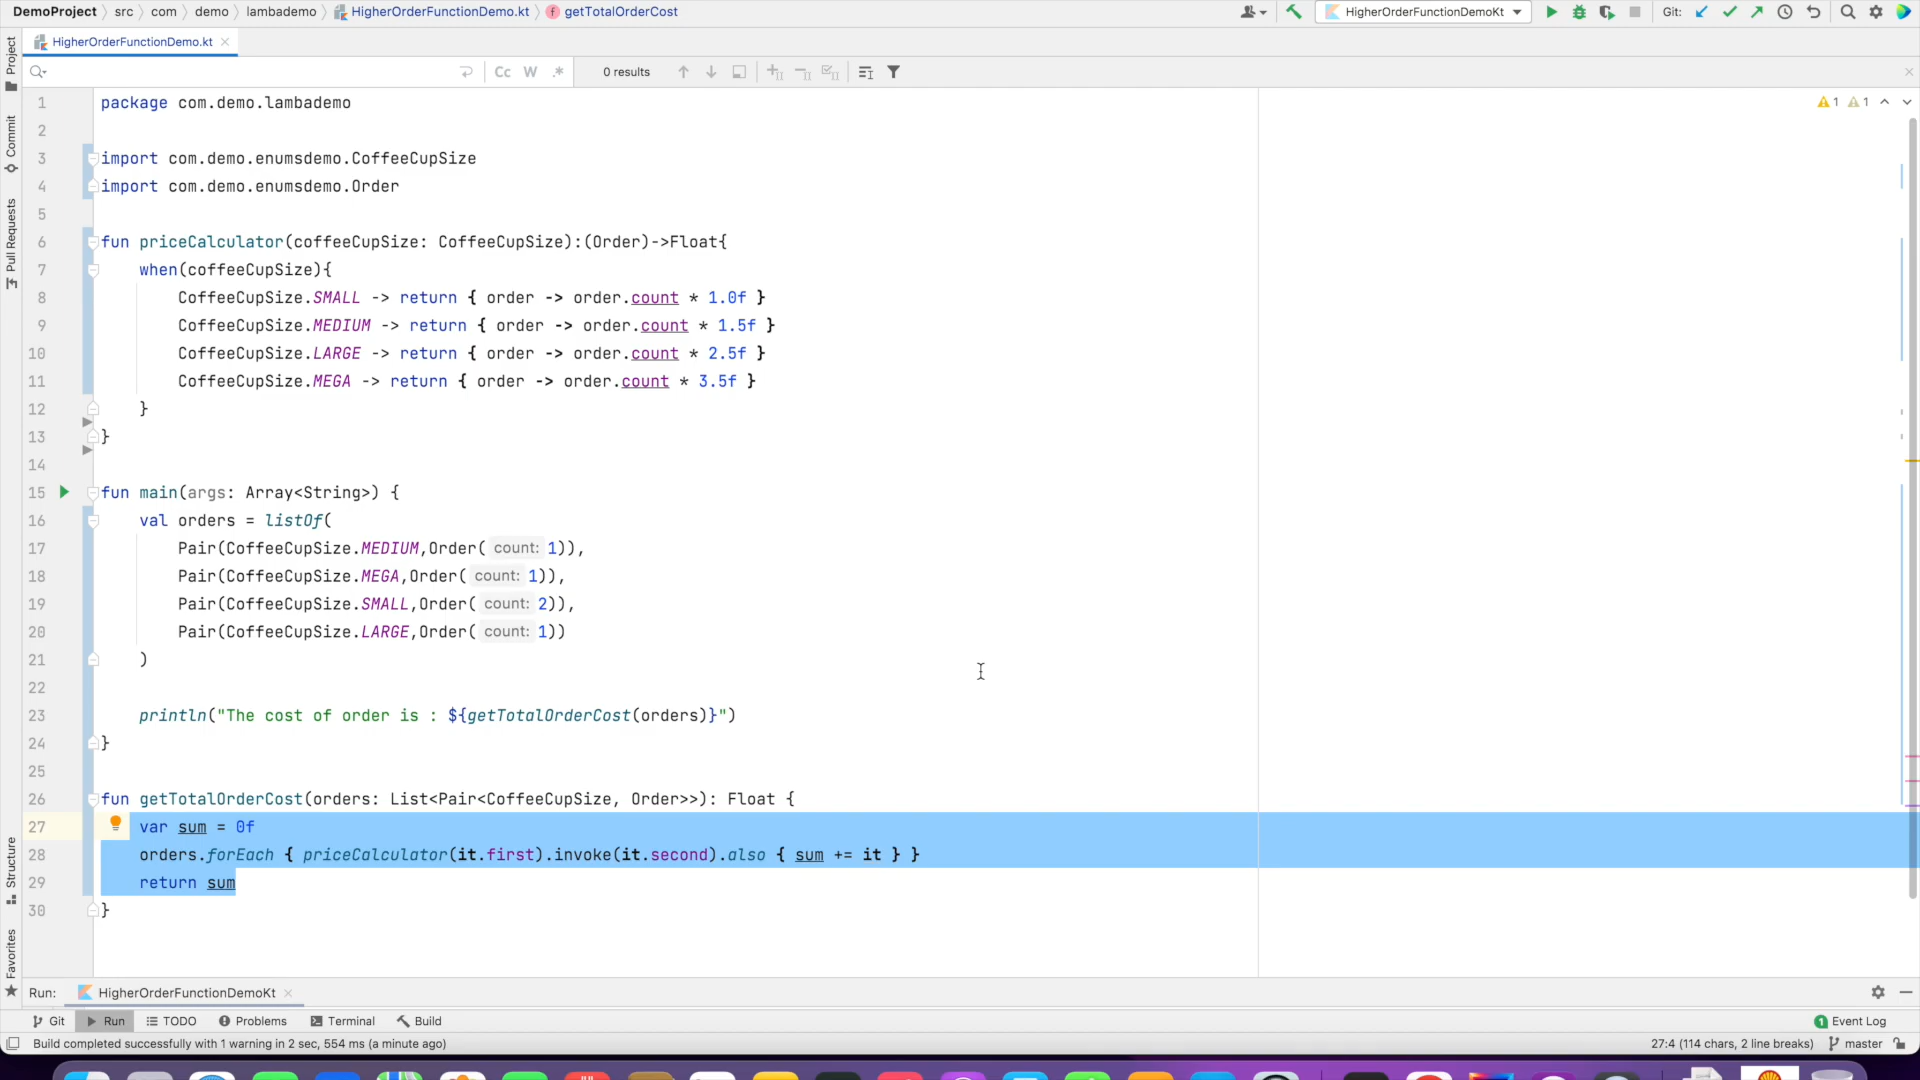 DemoProject › src › com › demo › lambademo › HigherOrderFunctionDemo.kt › getTotalOrderCost
HigherOrderFunctionDemoKt
Git:
HigherOrderFunctionDemo.kt
Cc W .* 0 results
1 package com.demo.lambademo
2
3 import com.demo.enumsdemo.CoffeeCupSize
4 import com.demo.enumsdemo.Order
5
6 fun priceCalculator(coffeeCupSize: CoffeeCupSize):(Order)->Float{
7 when(coffeeCupSize){
8 CoffeeCupSize.SMALL -> return { order -> order.count * 1.0f }
9 CoffeeCupSize.MEDIUM -> return { order -> order.count * 1.5f }
10 CoffeeCupSize.LARGE -> return { order -> order.count * 2.5f }
11 CoffeeCupSize.MEGA -> return { order -> order.count * 3.5f }
12 }
13 }
14
15 fun main(args: Array<String>) {
16 val orders = listOf(
17 Pair(CoffeeCupSize.MEDIUM,Order( count: 1)),
18 Pair(CoffeeCupSize.MEGA,Order( count: 1)),
19 Pair(CoffeeCupSize.SMALL,Order( count: 2)),
20 Pair(CoffeeCupSize.LARGE,Order( count: 1))
21 )
22
23 println("The cost of order is : ${getTotalOrderCost(orders)}")
24 }
25
26 fun getTotalOrderCost(orders: List<Pair<CoffeeCupSize, Order>>): Float {
27 var sum = 0f
28 orders.forEach { priceCalculator(it.first).invoke(it.second).also { sum += it } }
29 return sum
30 }
1 1
Project
Commit
Pull Requests
Structure
Favorites
Run: HigherOrderFunctionDemoKt
Git Run TODO Problems Terminal Build
1 Event Log
Build completed successfully with 1 warning in 2 sec, 554 ms (a minute ago)
27:4 (114 chars, 2 line breaks) master